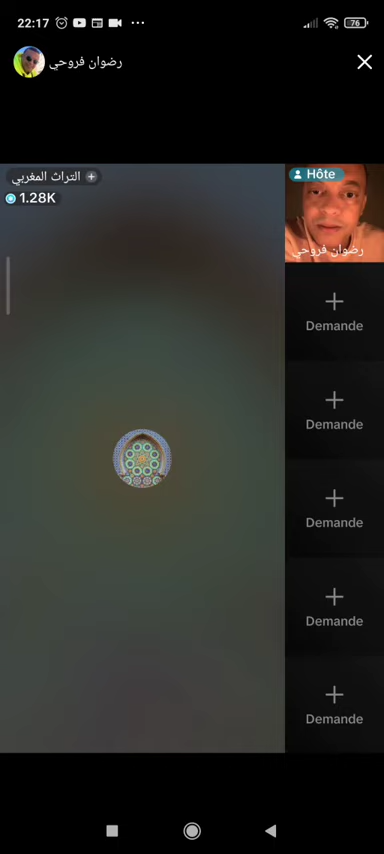 22:17
76
رضوان فروحي
التراث المغربي
1.28K
Hôte
رضوان فروحي
Demande
Demande
Demande
Demande
Demande